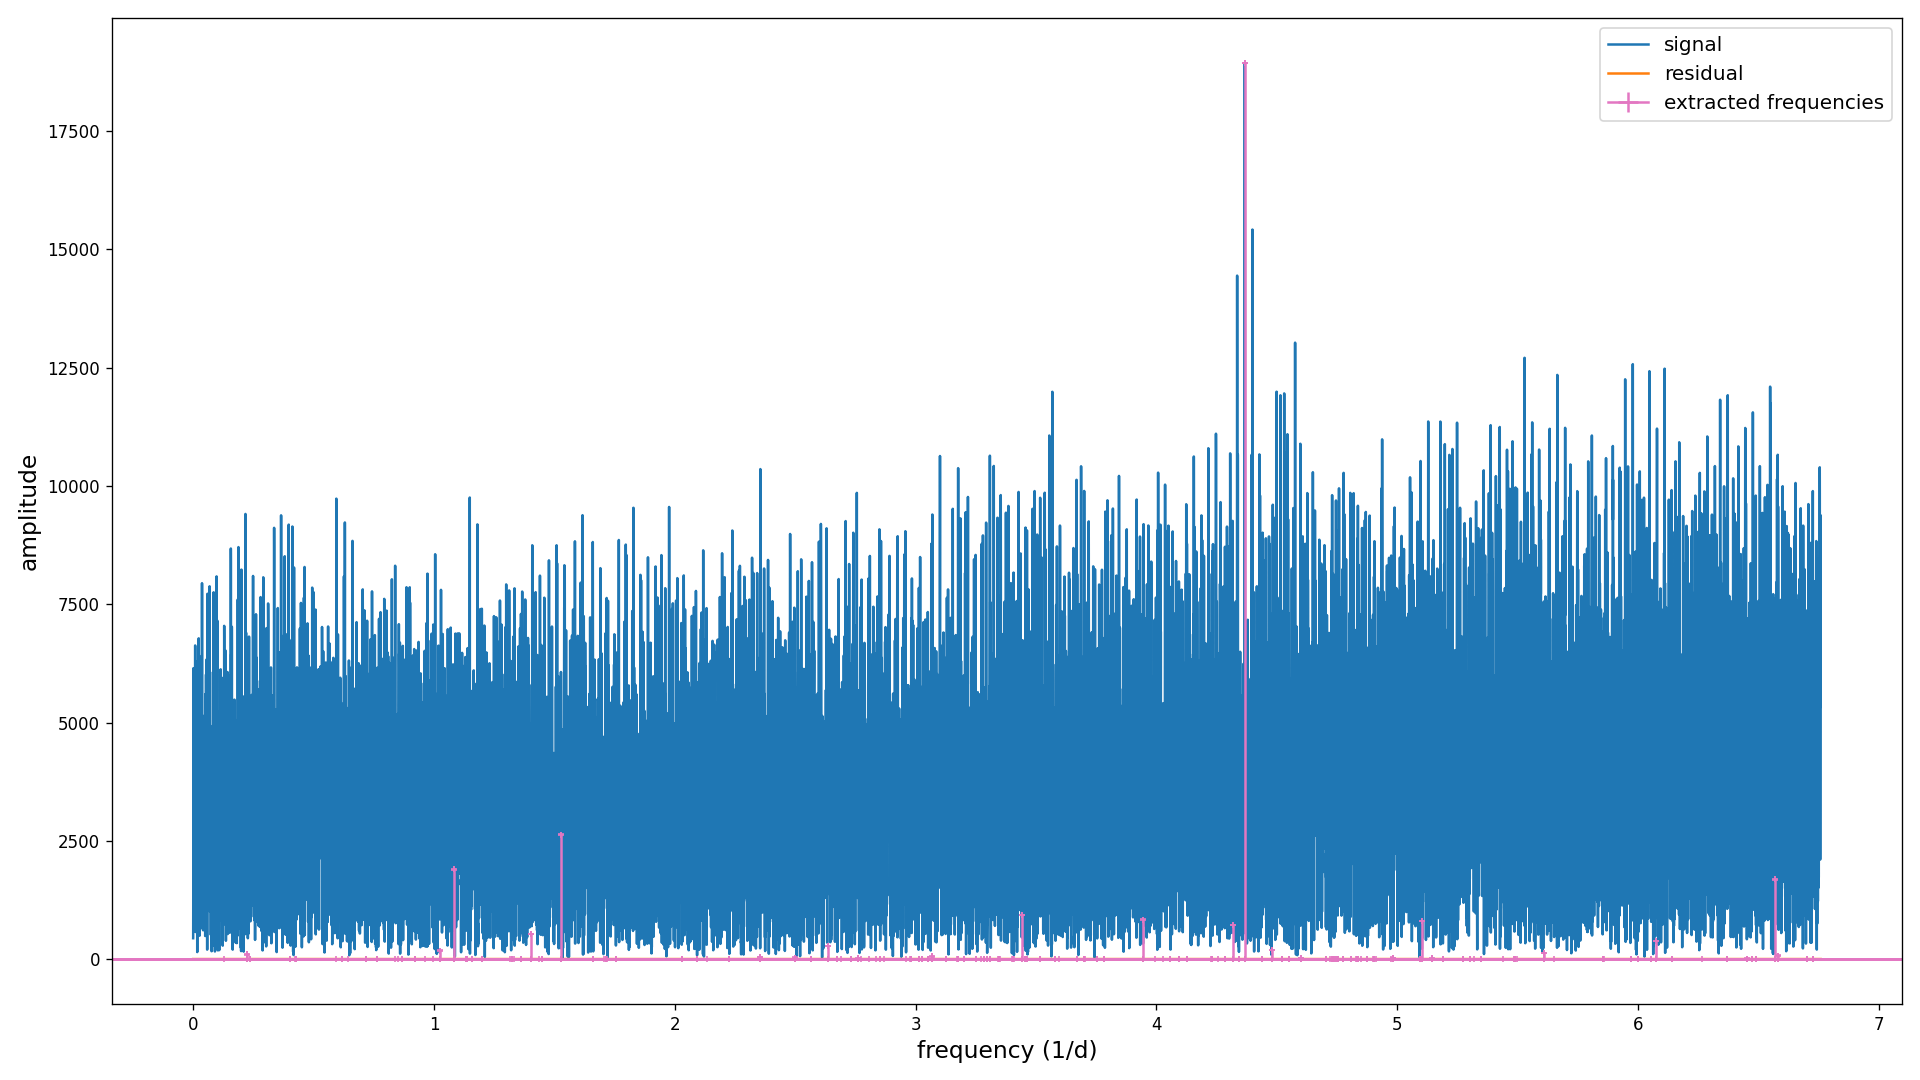 signal
residual
extracted frequencies
amplitude
17500
15000
12500
10000
7500
5000
2500
0
0 1 2 3 4 5 6 7
frequency (1/d)